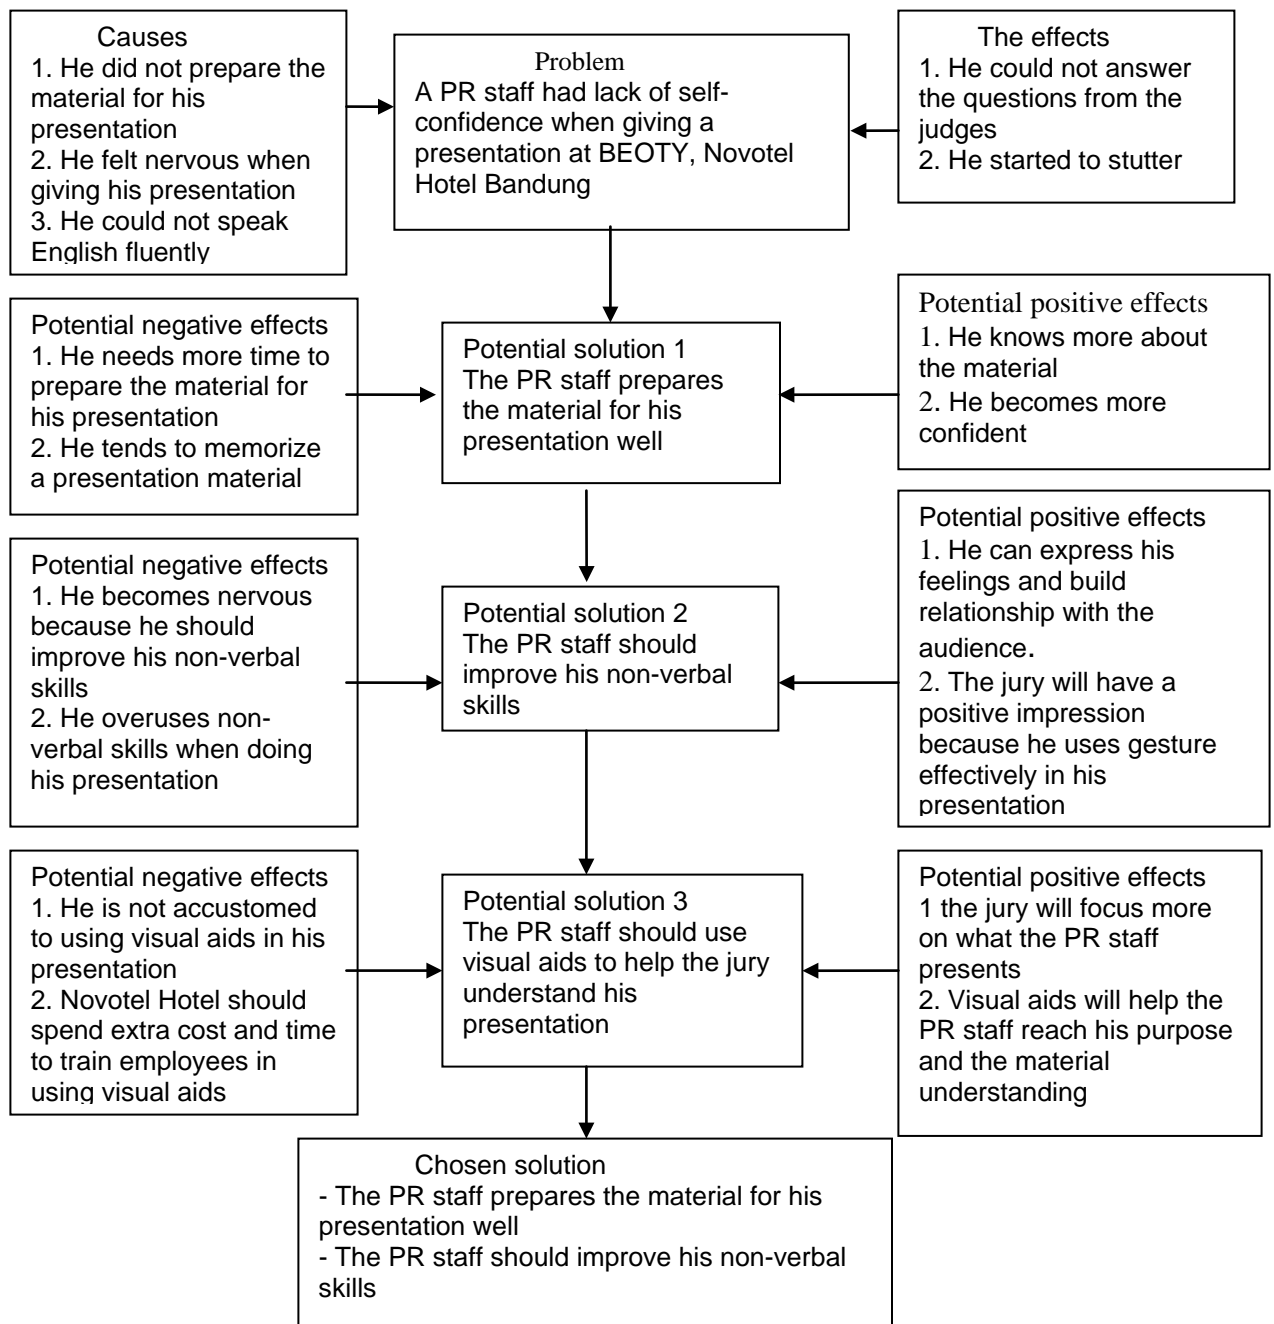 Causes
1. He did not prepare the
material for his
presentation
2. He felt nervous when
giving his presentation
3. He could not speak
English fluently
Problem
A PR staff had lack of self-
confidence when giving a
presentation at BEOTY, Novotel
Hotel Bandung
The effects
1. He could not answer
the questions from the
judges
2. He started to stutter
Potential negative effects
1. He needs more time to
prepare the material for
his presentation
2. He tends to memorize
a presentation material
Potential solution 1
The PR staff prepares
the material for his
presentation well
Potential positive effects
1. He knows more about
the material
2. He becomes more
confident
Potential negative effects
1. He becomes nervous
because he should
improve his non-verbal
skills
2. He overuses non-
verbal skills when doing
his presentation
Potential solution 2
The PR staff should
improve his non-verbal
skills
Potential positive effects
1. He can express his
feelings and build
relationship with the
audience.
2. The jury will have a
positive impression
because he uses gesture
effectively in his
presentation
Potential negative effects
1. He is not accustomed
to using visual aids in his
presentation
2. Novotel Hotel should
spend extra cost and time
to train employees in
using visual aids
Potential solution 3
The PR staff should use
visual aids to help the jury
understand his
presentation
Potential positive effects
1 the jury will focus more
on what the PR staff
presents
2. Visual aids will help the
PR staff reach his purpose
and the material
understanding
Chosen solution
- The PR staff prepares the material for his
presentation well
- The PR staff should improve his non-verbal
skills